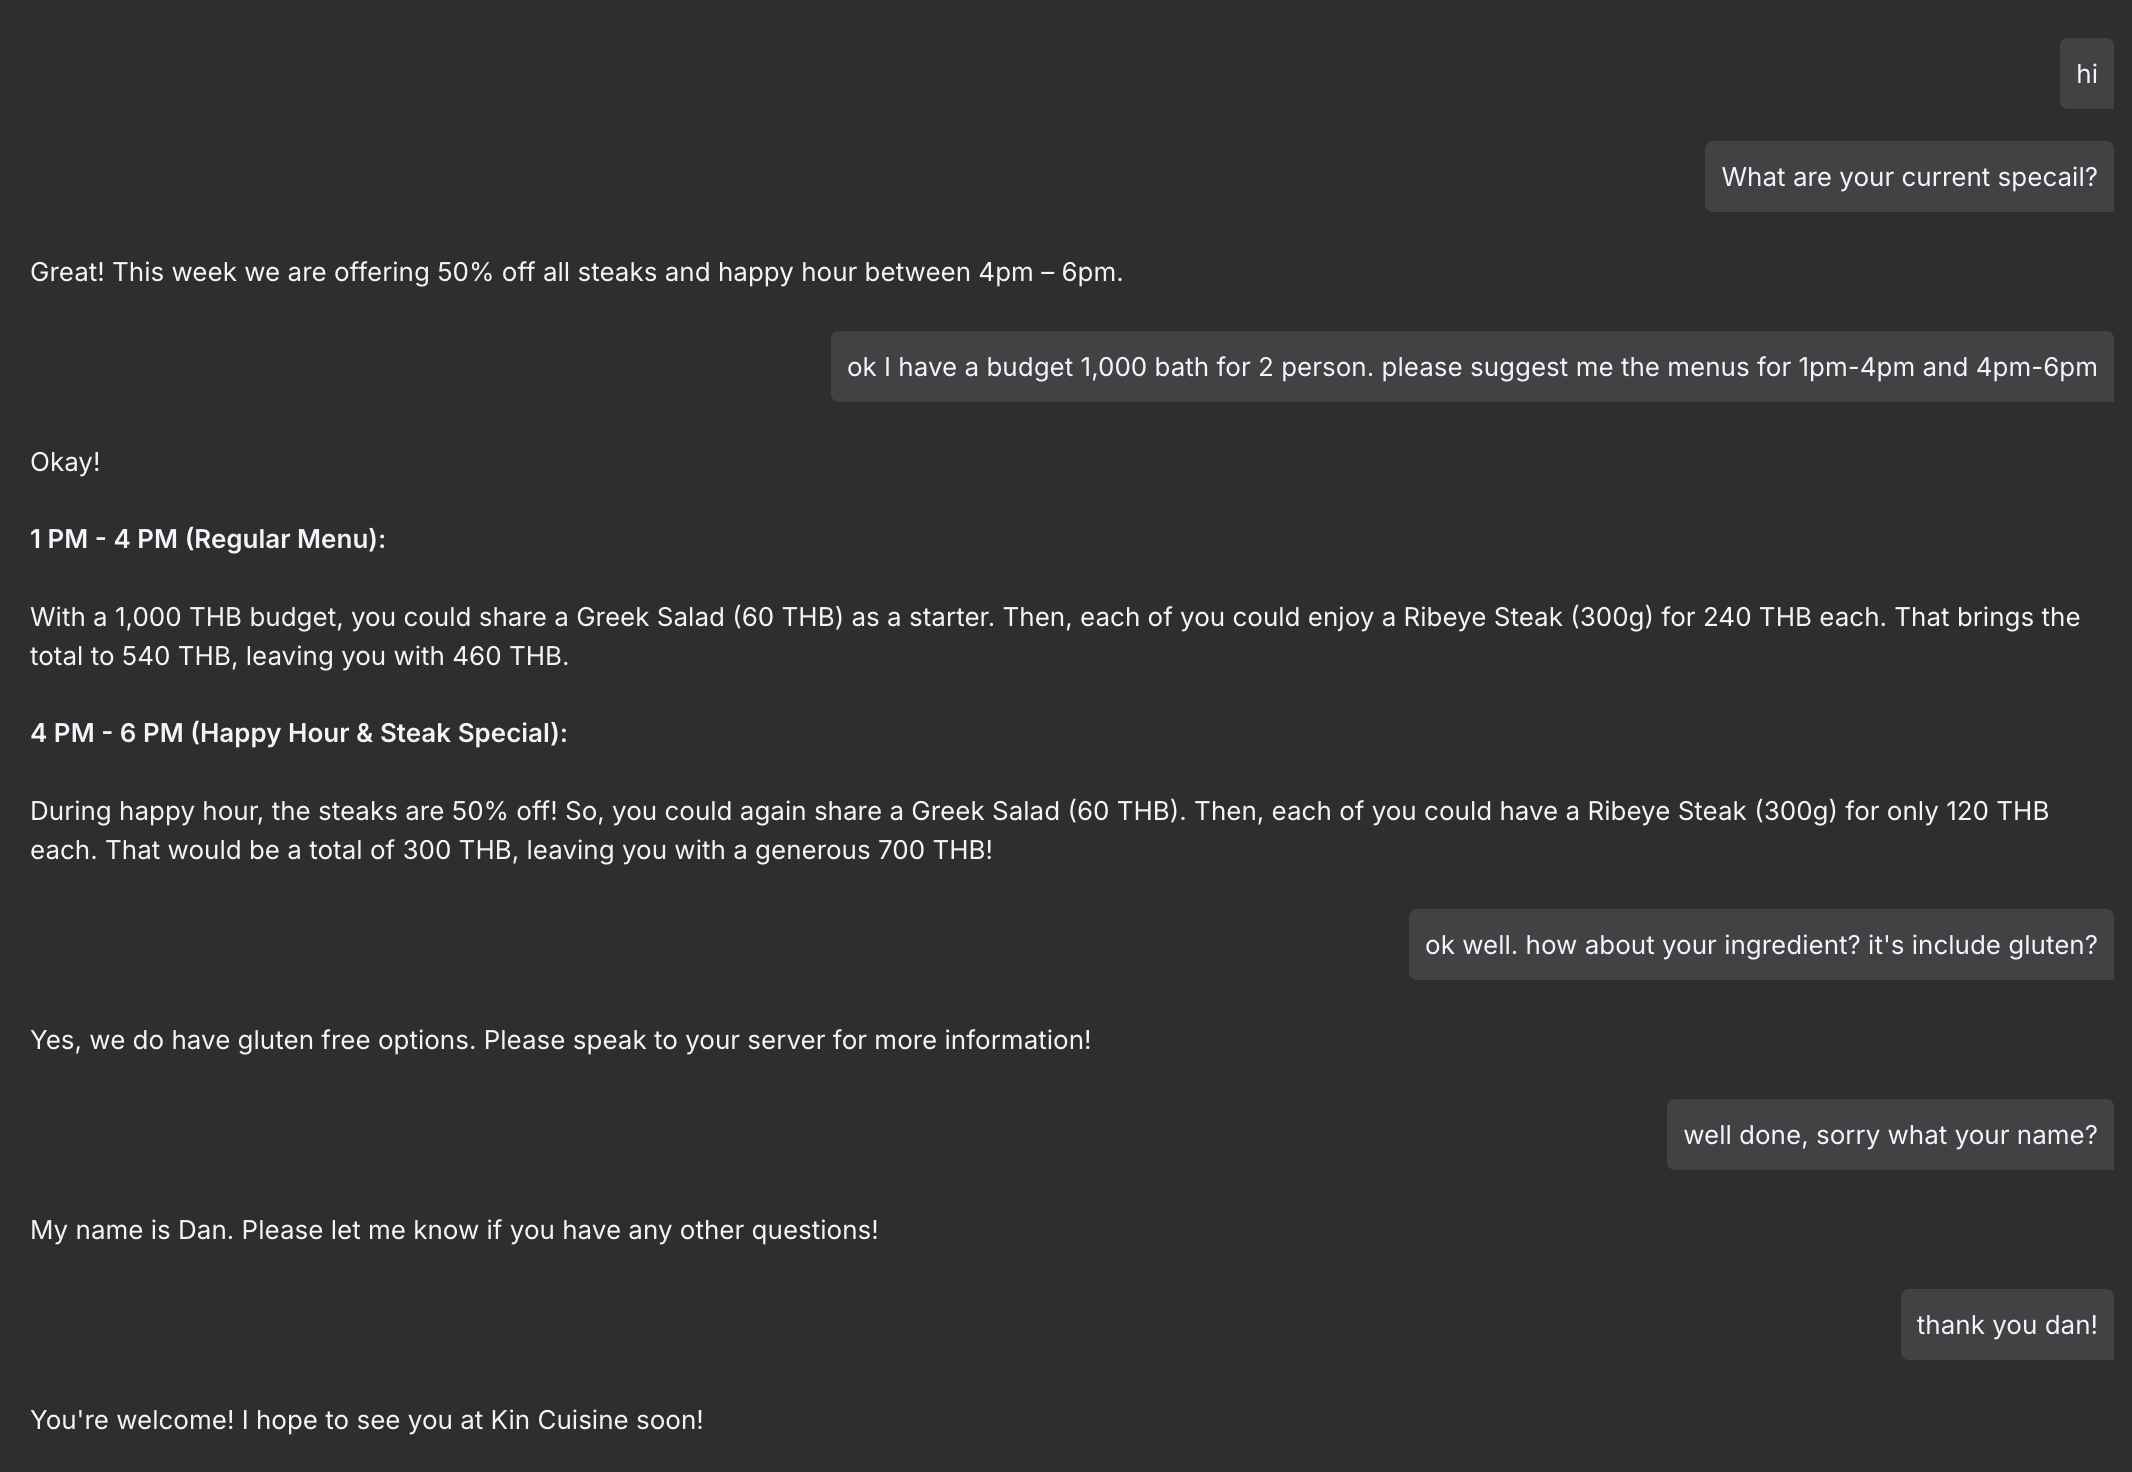 hi
What are your current specail?
Great! This week we are offering 50% off all steaks and happy hour between 4pm – 6pm.
ok I have a budget 1,000 bath for 2 person. please suggest me the menus for 1pm-4pm and 4pm-6pm
Okay!
1 PM - 4 PM (Regular Menu):
With a 1,000 THB budget, you could share a Greek Salad (60 THB) as a starter. Then, each of you could enjoy a Ribeye Steak (300g) for 240 THB each. That brings the
total to 540 THB, leaving you with 460 THB.
4 PM - 6 PM (Happy Hour & Steak Special):
During happy hour, the steaks are 50% off! So, you could again share a Greek Salad (60 THB). Then, each of you could have a Ribeye Steak (300g) for only 120 THB
each. That would be a total of 300 THB, leaving you with a generous 700 THB!
ok well. how about your ingredient? it's include gluten?
Yes, we do have gluten free options. Please speak to your server for more information!
well done, sorry what your name?
My name is Dan. Please let me know if you have any other questions!
thank you dan!
You're welcome! I hope to see you at Kin Cuisine soon!